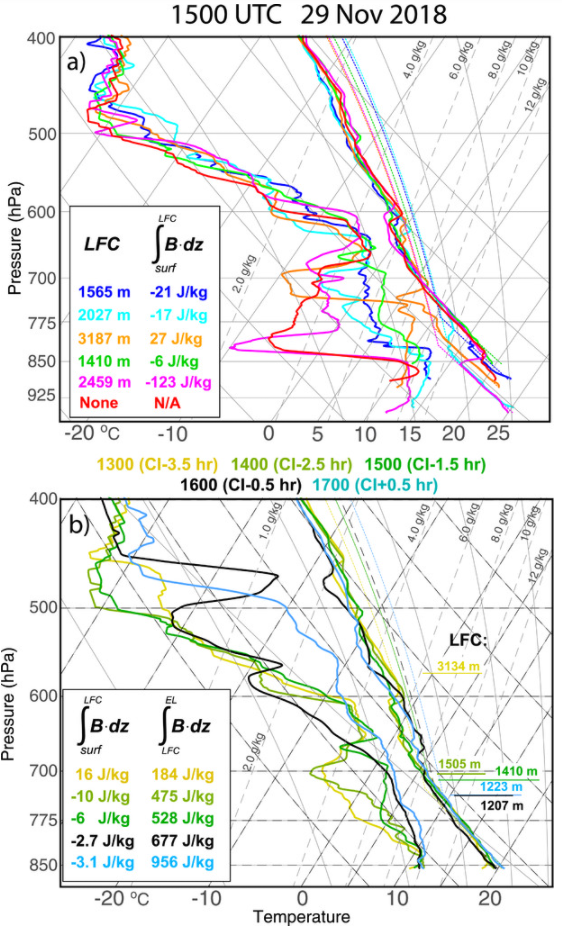 1500 UTC 29 Nov 2018
400
a)
4.0 g/kg
6.0 g/kg
8.0 g/kg
10 g/kg
12 g/kg
500
600
2.0 g/kg
700
775
850
925
Pressure (hPa)
LFC
LFC
∫B·dz
surf
1565 m -21 J/kg
2027 m -17 J/kg
3187 m 27 J/kg
1410 m -6 J/kg
2459 m -123 J/kg
None N/A
-20 ºC -10 0 5 10 15 18 25
1300 (CI-3.5 hr) 1400 (CI-2.5 hr) 1500 (CI-1.5 hr)
1600 (CI-0.5 hr) 1700 (CI+0.5 hr)
400
b)
1.0 g/kg
4.0 g/kg
6.0 g/kg
8.0 g/kg
10 g/kg
12 g/kg
500
600
2.0 g/kg
700
775
850
Pressure (hPa)
LFC:
3134 m
1505 m
1410 m
1223 m
1207 m
LFC EL
∫B·dz ∫B·dz
surf LFC
16 J/kg 184 J/kg
-10 J/kg 475 J/kg
-6 J/kg 528 J/kg
-2.7 J/kg 677 J/kg
-3.1 J/kg 956 J/kg
-20 ºC -10 0 10 20
Temperature